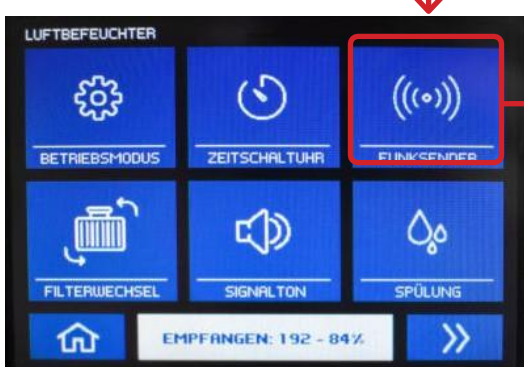 LUFTBEFEUCHTER
BETRIEBSMODUS ZEITSCHALTUHR FUNKSENDER
FILTERWECHSEL SIGNALTON SPÜLUNG
EMPFANGEN: 192 - 84%